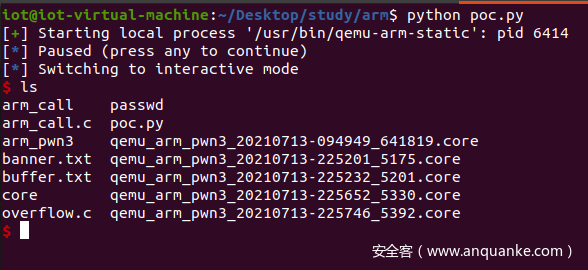 iot@iot-virtual-machine:~/Desktop/study/arm$ python poc.py
[+] Starting local process '/usr/bin/qemu-arm-static': pid 6414
[*] Paused (press any to continue)
[*] Switching to interactive mode
$ ls
arm_call    passwd
arm_call.c  poc.py
arm_pwn3    qemu_arm_pwn3_20210713-094949_641819.core
banner.txt  qemu_arm_pwn3_20210713-225201_5175.core
buffer.txt  qemu_arm_pwn3_20210713-225232_5201.core
core        qemu_arm_pwn3_20210713-225652_5330.core
overflow.c  qemu_arm_pwn3_20210713-225746_5392.core
$
安全客（www.anquanke.com）